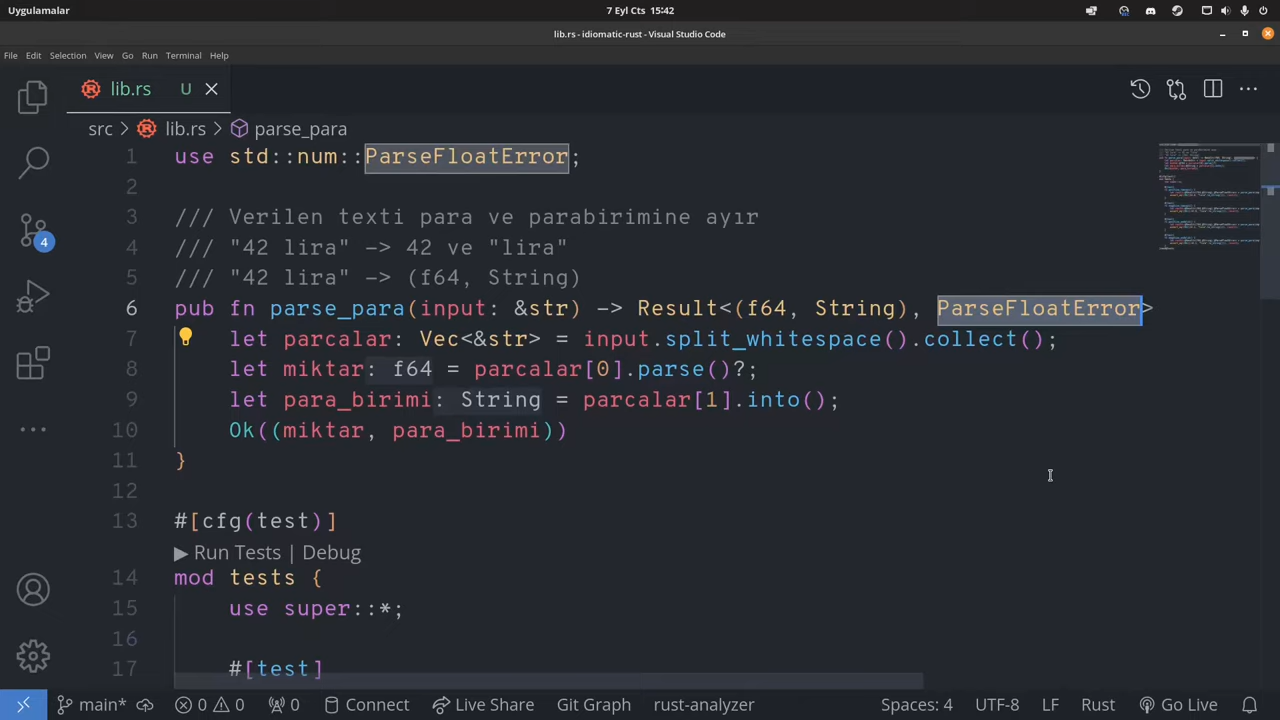 Uygulamalar
7 Eyl Cts 15:42
lib.rs - idiomatic-rust - Visual Studio Code
File Edit Selection View Go Run Terminal Help
lib.rs U
src > lib.rs > parse_para
1 use std::num::ParseFloatError;
2
3 /// Verilen texti para ve parabirimine ayır
4 /// "42 lira" -> 42 ve "lira"
5 /// "42 lira" -> (f64, String)
6 pub fn parse_para(input: &str) -> Result<(f64, String), ParseFloatError>
7 let parcalar: Vec<&str> = input.split_whitespace().collect();
8 let miktar: f64 = parcalar[0].parse()?;
9 let para_birimi: String = parcalar[1].into();
10 Ok((miktar, para_birimi))
11 }
12
13 #[cfg(test)]
▶ Run Tests | Debug
14 mod tests {
15 use super::*;
16
17 #[test]
4
main* 0 0 0 Connect Live Share Git Graph rust-analyzer Spaces: 4 UTF-8 LF Rust Go Live